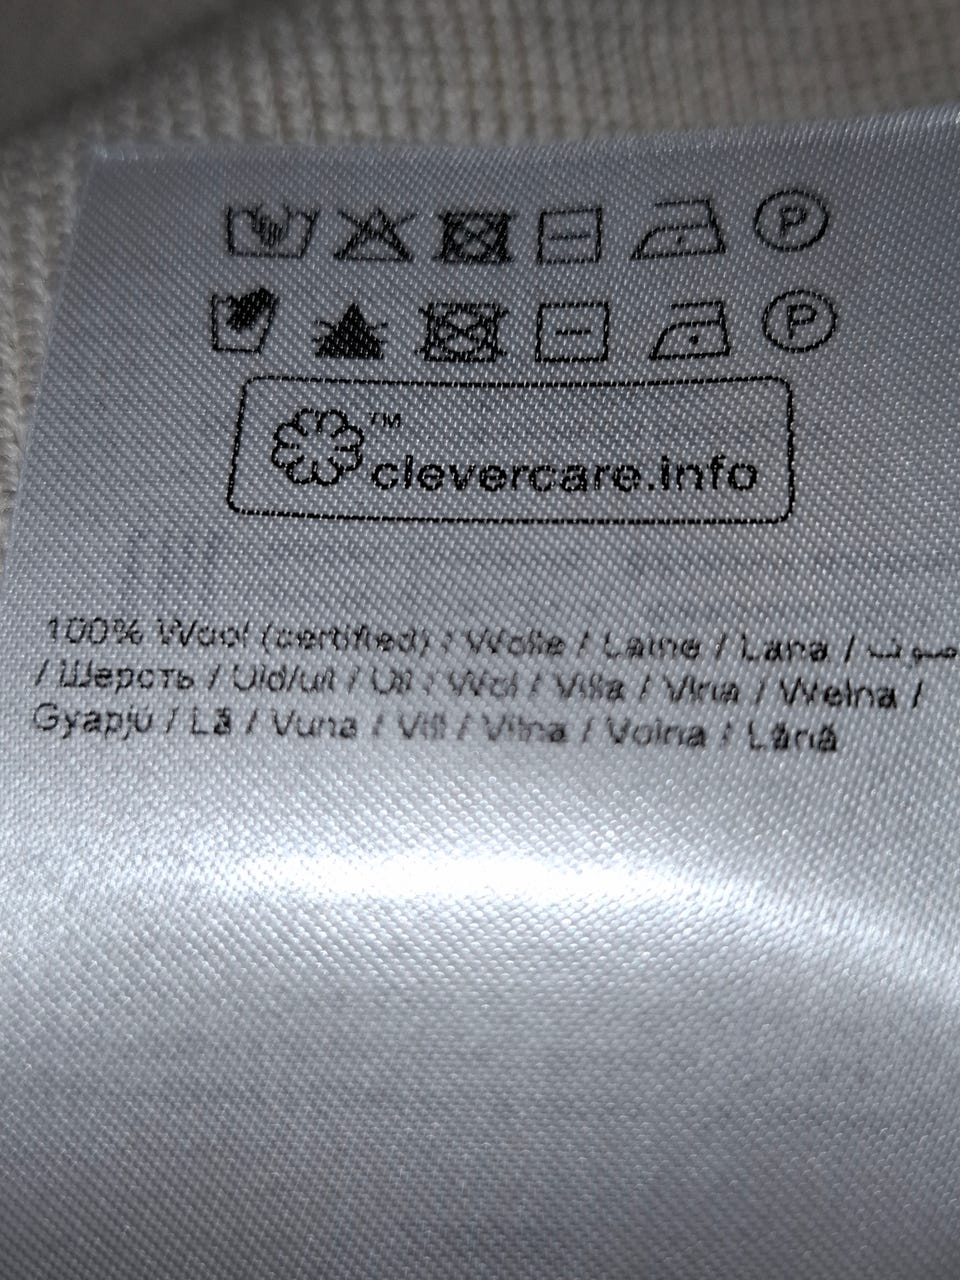 P
P
™
clevercare.info
100% Wool (certified) / Wolle / Laine / Lana / صوف
/ Шерсть / Uld/ull / Ull / Wol / Villa / Vlna / Wełna /
Gyapjú / Lã / Vuna / Vill / Vilna / Volna / Lână